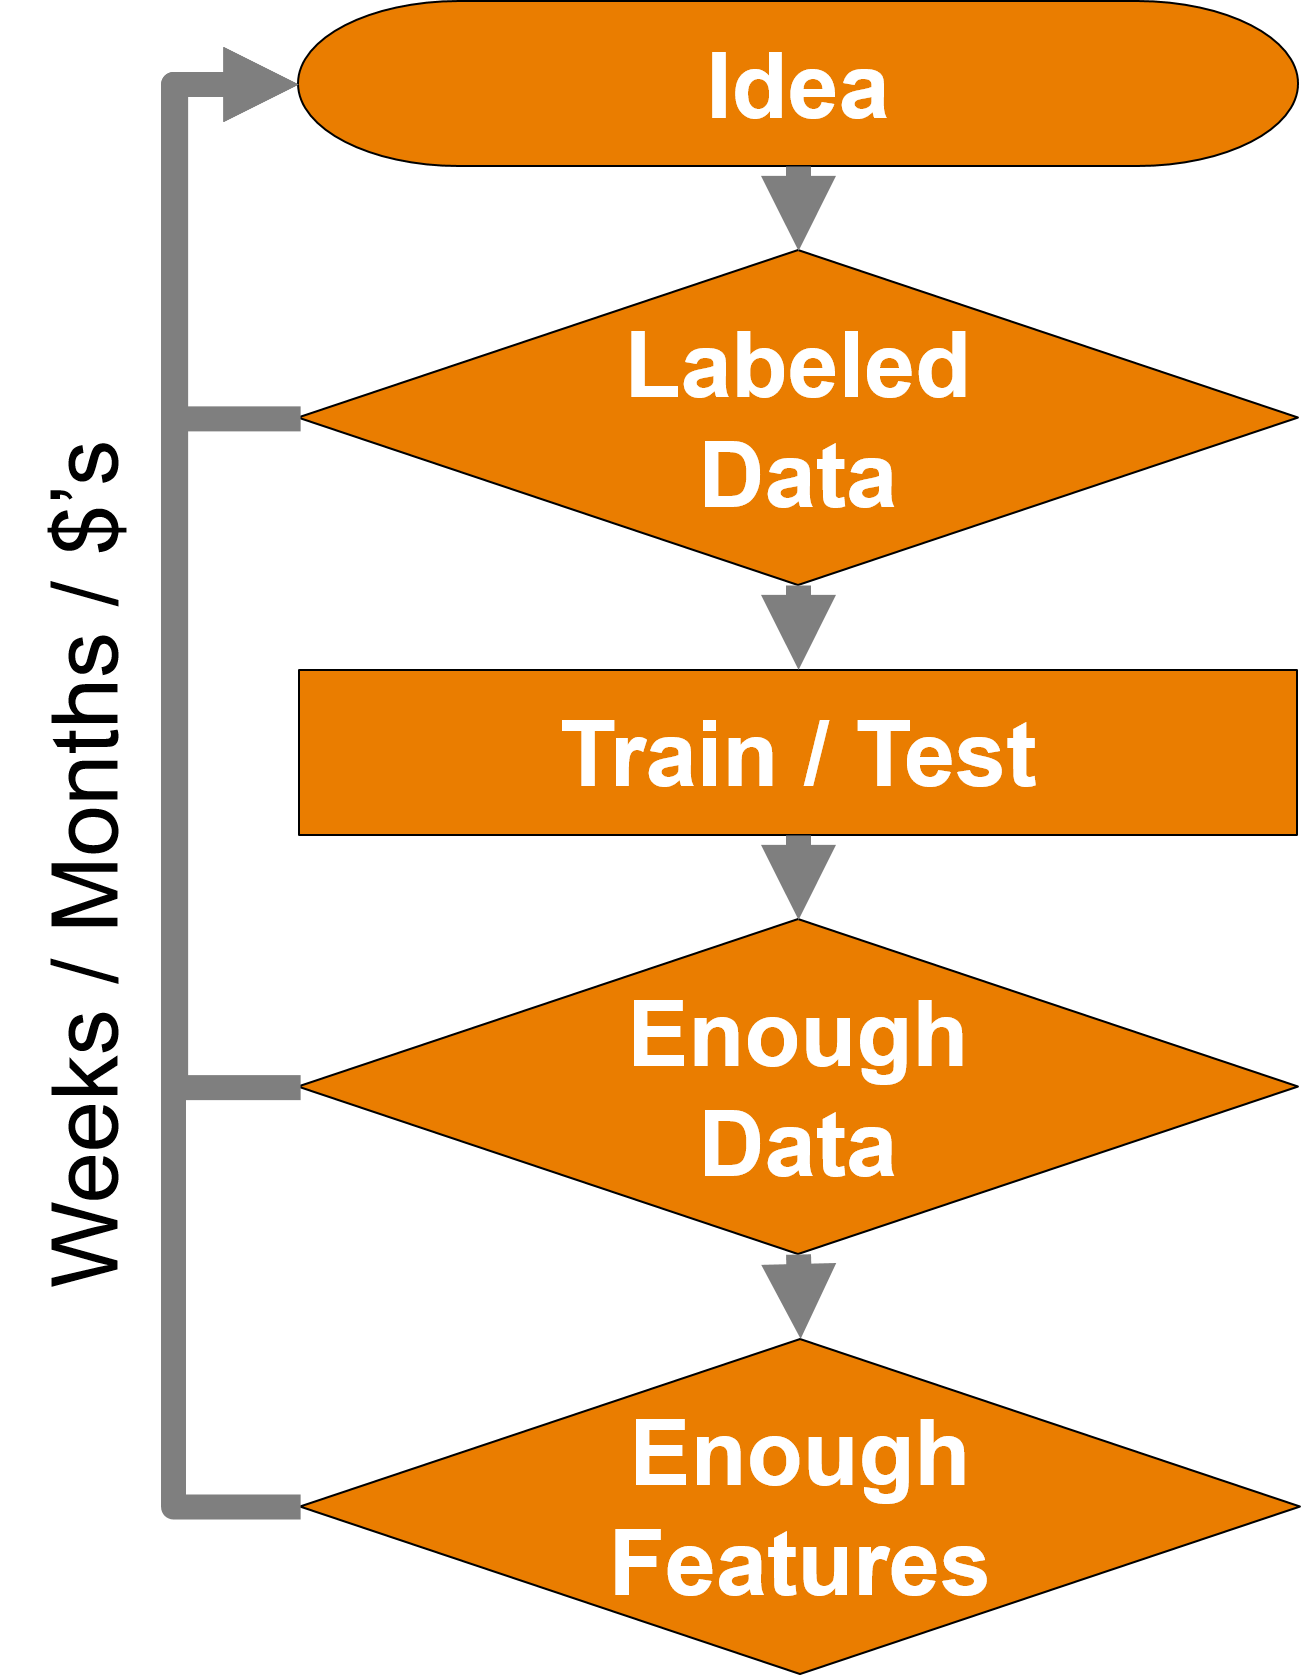 Idea
Labeled
Data
Train / Test
Enough
Data
Enough
Features
Weeks / Months / $’s